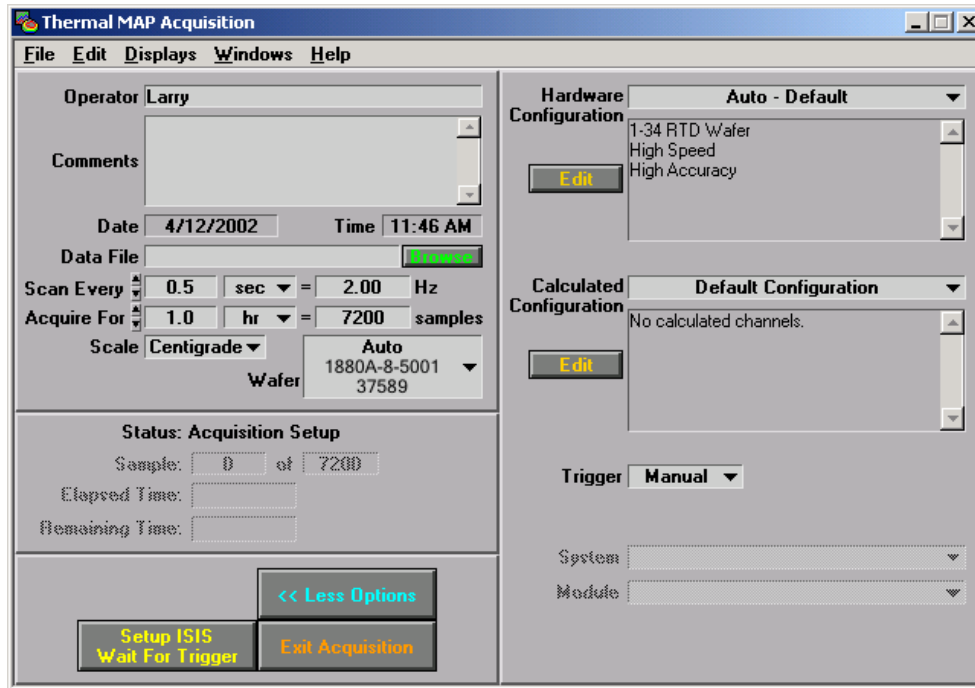 Thermal MAP Acquisition
File Edit Displays Windows Help
Operator Larry
Comments
Date 4/12/2002 Time 11:46 AM
Data File Browse
Scan Every 0.5 sec = 2.00 Hz
Acquire For 1.0 hr = 7200 samples
Scale Centigrade
Wafer
Auto
1880A-8-5001
37589
Status: Acquisition Setup
Sample: 0 of 7200
Elapsed Time:
Remaining Time:
<< Less Options
Setup ISIS
Wait For Trigger
Exit Acquisition
Hardware
Configuration
Auto - Default
1-34 RTD Wafer
High Speed
High Accuracy
Edit
Calculated
Configuration
Default Configuration
No calculated channels.
Edit
Trigger Manual
System
Module